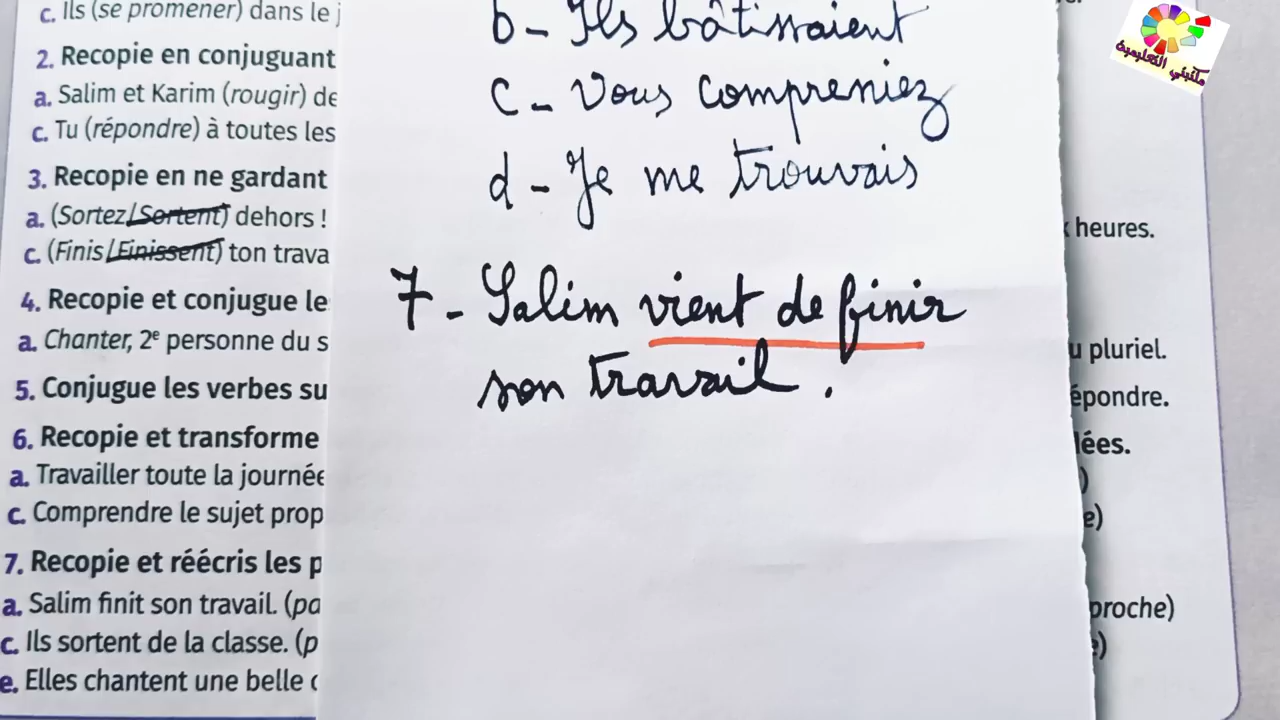 c. Ils (se promener) dans le j
2. Recopie en conjuguant
a. Salim et Karim (rougir) de
c. Tu (répondre) à toutes les
3. Recopie en ne gardant
a. (Sortez/Sortent) dehors !
c. (Finis/Finissent) ton trava
4. Recopie et conjugue le
a. Chanter, 2e personne du s
5. Conjugue les verbes su
6. Recopie et transforme
a. Travailler toute la journée
c. Comprendre le sujet prop
7. Recopie et réécris les p
a. Salim finit son travail. (pa
c. Ils sortent de la classe. (p
e. Elles chantent une belle c
b - Ils bâtissaient
c - Vous compreniez
d - Je me trouvais
7 - Salim vient de finir
son travail.
heures.
u pluriel.
épondre.
lées.
)
e)
proche)
e)
مكتبتي التعليمية